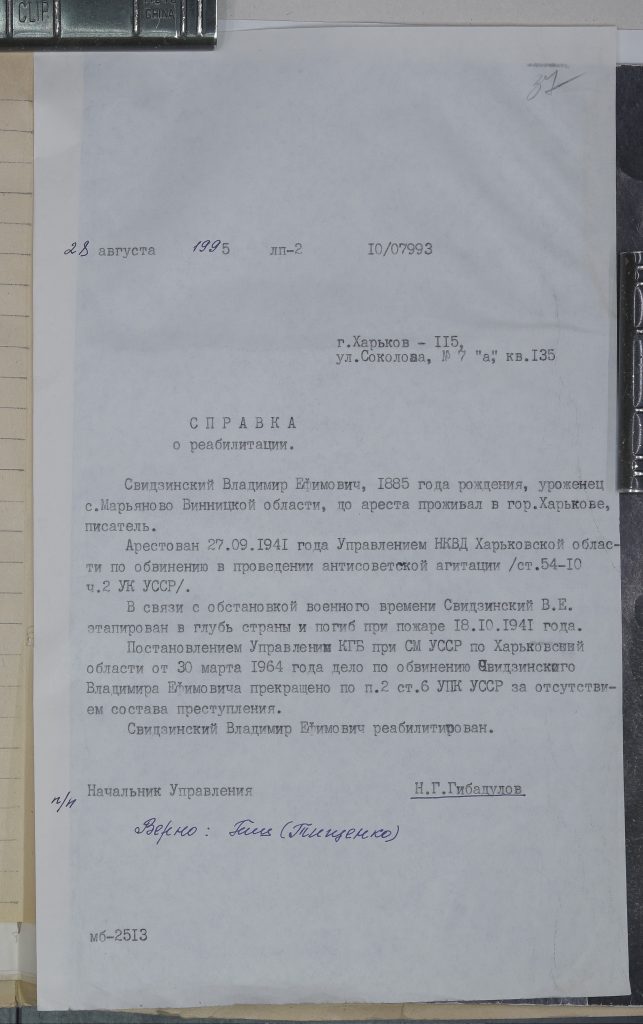 CLIP
CHINA
37
28 августа 1995 лп-2 10/07993
г.Харьков - 115,
ул.Соколова, № 7 "а", кв.135
СПРАВКА
о реабилитации.
Свидзинский Владимир Ефимович, 1885 года рождения, уроженец
с.Марьяново Винницкой области, до ареста проживал в гор.Харькове,
писатель.
Арестован 27.09.1941 года Управлением НКВД Харьковской облас-
ти по обвинению в проведении антисоветской агитации /ст.54-10
ч.2 УК УССР/.
В связи с обстановкой военного времени Свидзинский В.Е.
этапирован в глубь страны и погиб при пожаре 18.10.1941 года.
Постановлением Управления КГБ при СМ УССР по Харьковский
области от 30 марта 1964 года дело по обвинению Свидзинского
Владимира Ефимовича прекращено по п.2 ст.6 УПК УССР за отсутстви-
ем состава преступления.
Свидзинский Владимир Ефимович реабилитирован.
п/п Начальник Управления Н.Г.Гибадулов
Верно: (Тищенко)
мб-2513